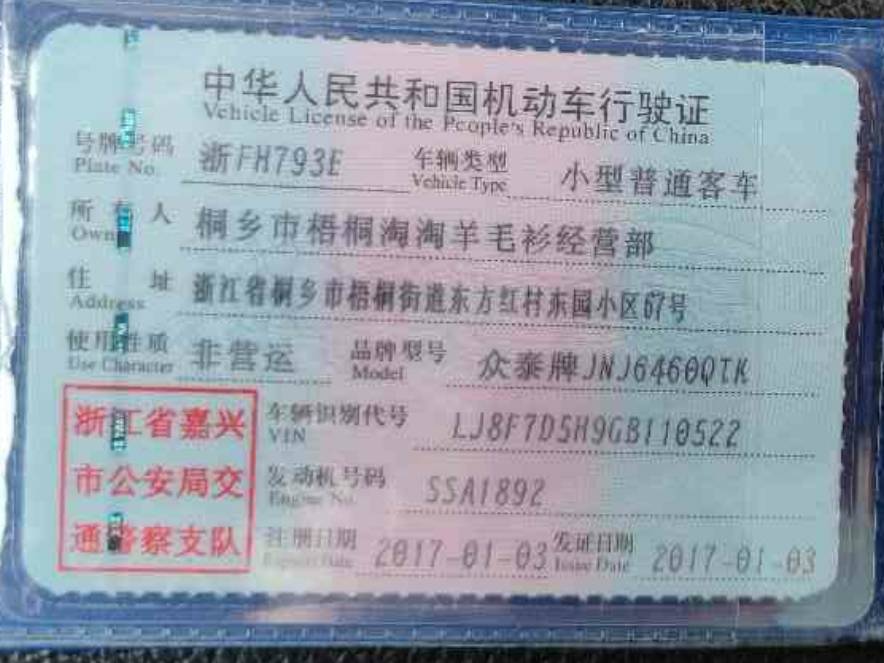 中华人民共和国机动车行驶证
Vehicle License of the People's Republic of China
号牌号码 浙FH793E 车辆类型 小型普通客车
Plate No. Vehicle Type
所有人 桐乡市梧桐淘淘羊毛衫经营部
Owner
住址 浙江省桐乡市梧桐街道东方红村东园小区67号
Address
使用性质 非营运 品牌型号 众泰牌JNJ6460QTK
Use Character Model
浙江省嘉兴 车辆识别代号 LJ8F7D5H9GB110522
VIN
市公安局交 发动机号码 SSA1892
Engine No.
通警察支队 注册日期 2017-01-03 发证日期 2017-01-03
Register Date Issue Date